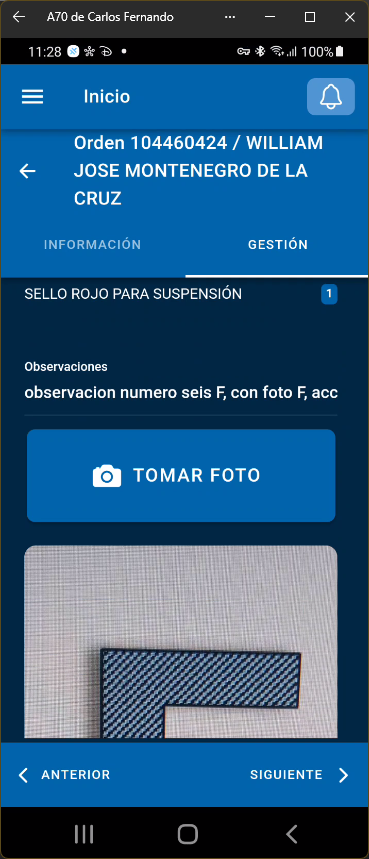 A70 de Carlos Fernando
11:28
100%
Inicio
Orden 104460424 / WILLIAM
JOSE MONTENEGRO DE LA
CRUZ
INFORMACIÓN
GESTIÓN
SELLO ROJO PARA SUSPENSIÓN
1
Observaciones
observacion numero seis F, con foto F, acc
TOMAR FOTO
ANTERIOR
SIGUIENTE